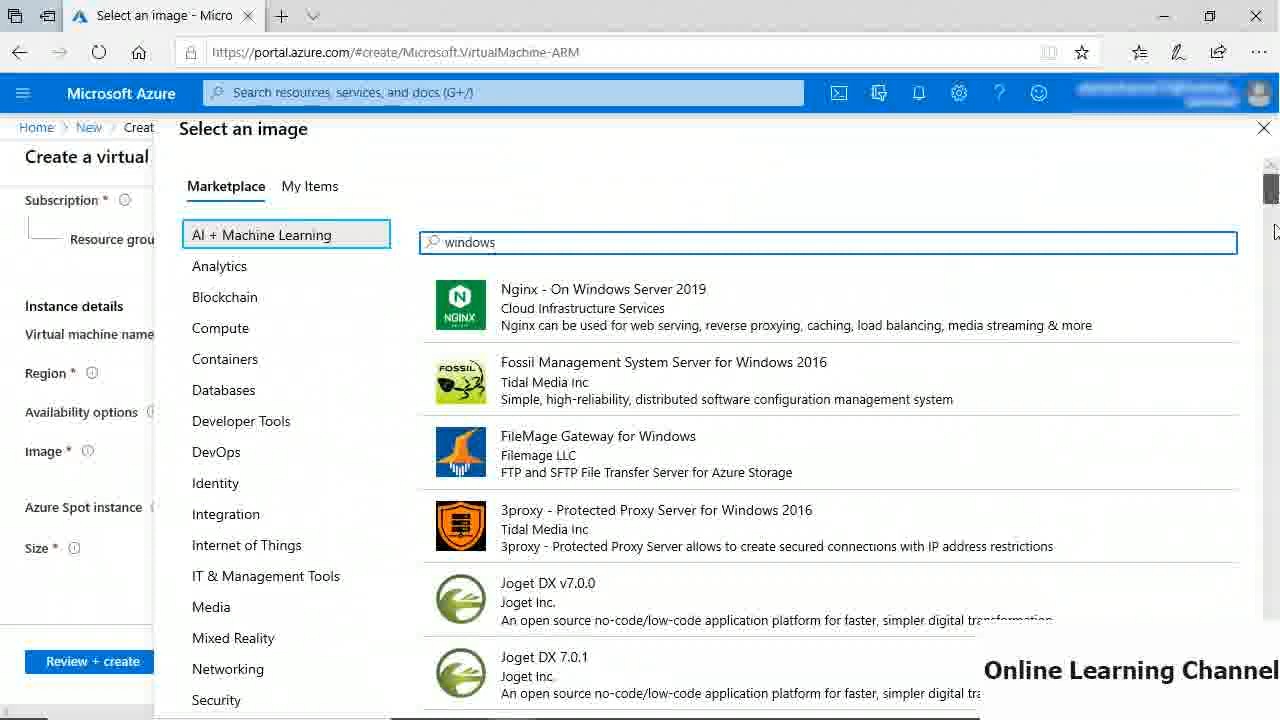 Select an image - Micro
https://portal.azure.com/#create/Microsoft.VirtualMachine-ARM
Microsoft Azure
Search resources, services, and docs (G+/)
Home > New > Creat
Select an image
Create a virtual
Marketplace
My Items
Subscription *
Resource grou
Instance details
Virtual machine name
Region *
Availability options
Image *
Azure Spot instance
Size *
Review + create
AI + Machine Learning
Analytics
Blockchain
Compute
Containers
Databases
Developer Tools
DevOps
Identity
Integration
Internet of Things
IT & Management Tools
Media
Mixed Reality
Networking
Security
windows
Nginx - On Windows Server 2019
Cloud Infrastructure Services
Nginx can be used for web serving, reverse proxying, caching, load balancing, media streaming & more
NGINX
Fossil Management System Server for Windows 2016
Tidal Media Inc
Simple, high-reliability, distributed software configuration management system
FOSSIL
FileMage Gateway for Windows
Filemage LLC
FTP and SFTP File Transfer Server for Azure Storage
3proxy - Protected Proxy Server for Windows 2016
Tidal Media Inc
3proxy - Protected Proxy Server allows to create secured connections with IP address restrictions
Joget DX v7.0.0
Joget Inc.
An open source no-code/low-code application platform for faster, simpler digital transformation
Joget DX 7.0.1
Joget Inc.
An open source no-code/low-code application platform for faster, simpler digital tra
Online Learning Channel